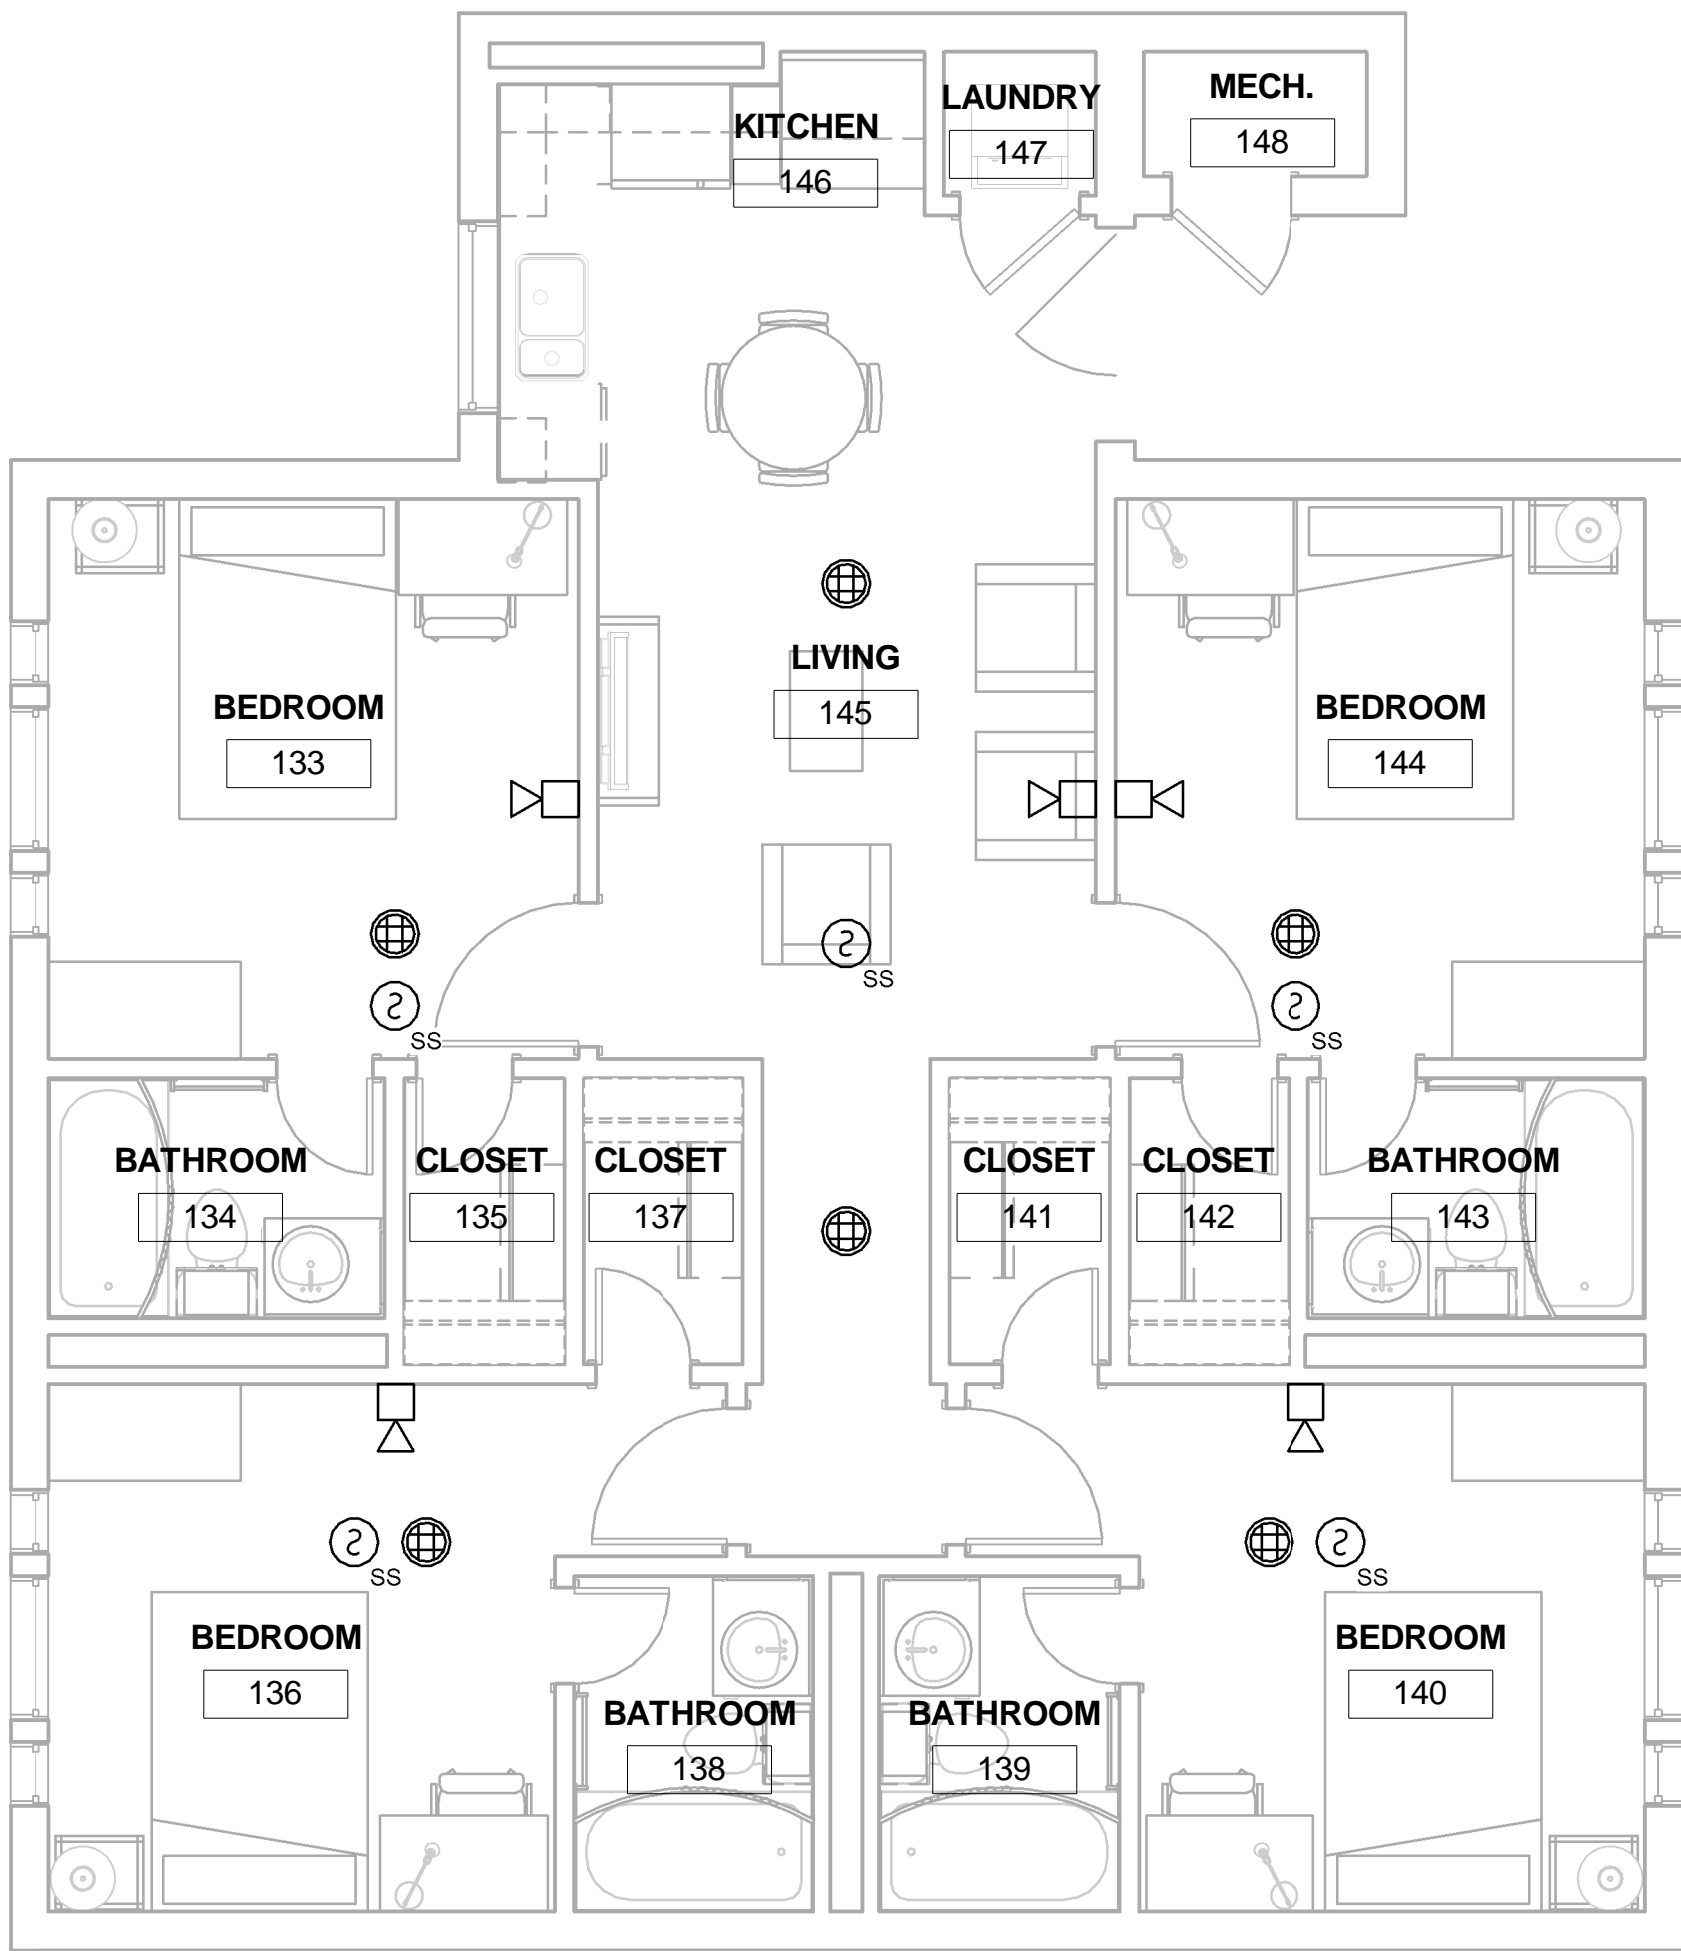 MECH.
148
LAUNDRY
147
KITCHEN
146
LIVING
145
BEDROOM
133
BEDROOM
144
S
SS
S
SS
S
SS
BATHROOM
134
CLOSET
135
CLOSET
137
CLOSET
141
CLOSET
142
BATHROOM
143
S
SS
S
SS
BEDROOM
136
BEDROOM
140
BATHROOM
138
BATHROOM
139